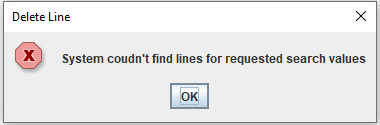 Delete Line
System coudn't find lines for requested search values
OK